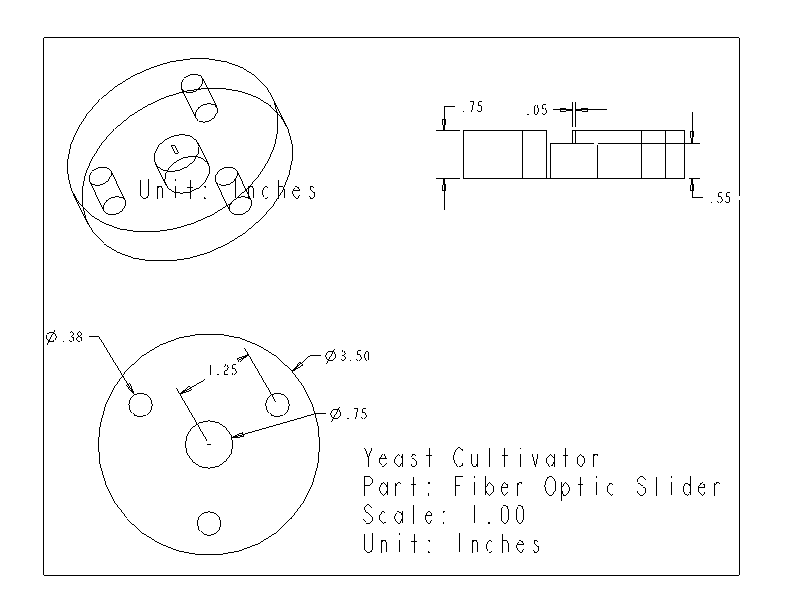 .75
.05
.55
Unit: Inches
Ø.38
1.25
Ø3.50
Ø.75
Yeast Cultivator
Part: Fiber Optic Slider
Scale: 1.00
Unit: Inches